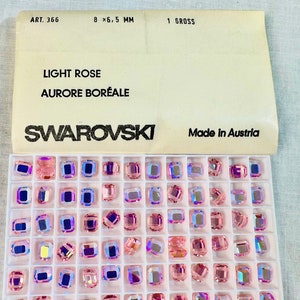 ART. 366 8 x 6,5 MM 1 GROSS
LIGHT ROSE
AURORE BORÉALE
SWAROVSKI Made in Austria